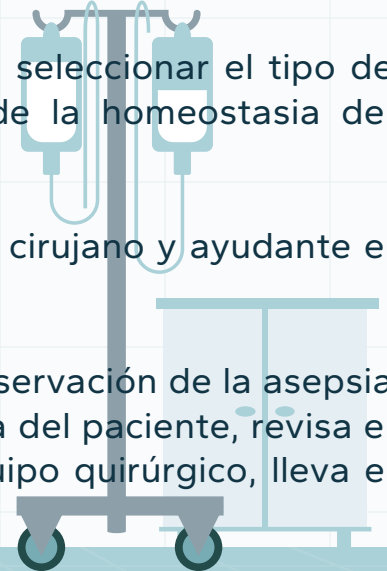 seleccionar el tipo de
de la homeostasia de
cirujano y ayudante e
servación de la asepsia
a del paciente, revisa e
uipo quirúrgico, lleva e